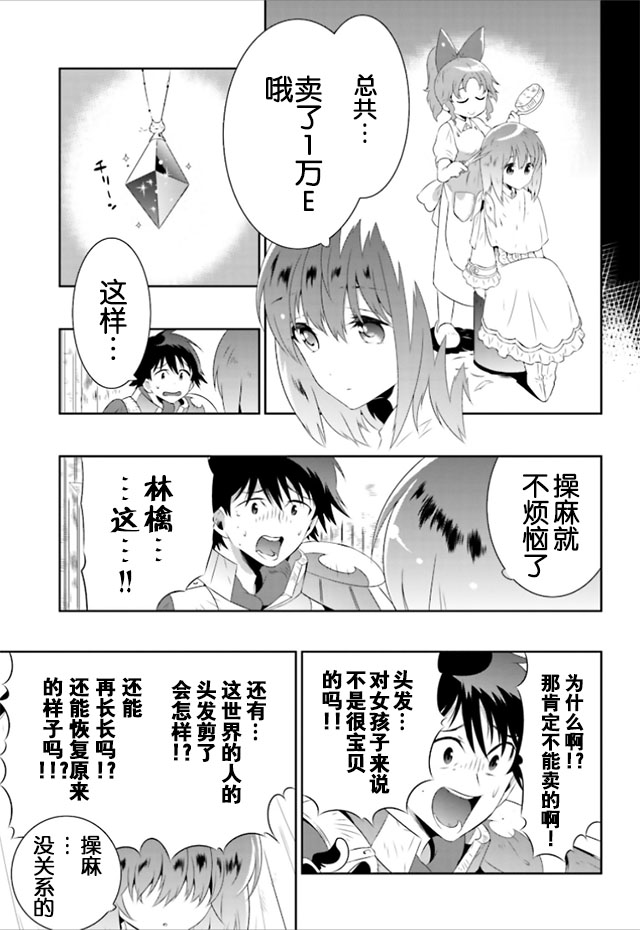 总共…
卖了1万E
哦
チリ…
这样…
操麻就
不烦恼了
林檎
…这…!!
为什么啊!?
那肯定不能卖的啊!
头发…
对女孩子来说
不是很宝贝
的吗!!
还有…
这世界的人的
头发剪了
会怎样!?
还能
再长长吗!?
还能恢复原来
的样子吗!!?
操麻
…
没关系的